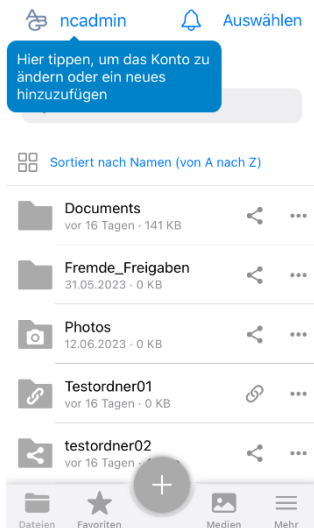 ncadmin
Auswählen
Hier tippen, um das Konto zu
ändern oder ein neues
hinzuzufügen
Sortiert nach Namen (von A nach Z)
Documents
vor 16 Tagen · 141 KB
Fremde_Freigaben
31.05.2023 · 0 KB
Photos
12.06.2023 · 0 KB
Testordner01
vor 16 Tagen · 0 KB
testordner02
vor 16 Tagen ·
Dateien
Favoriten
Medien
Mehr